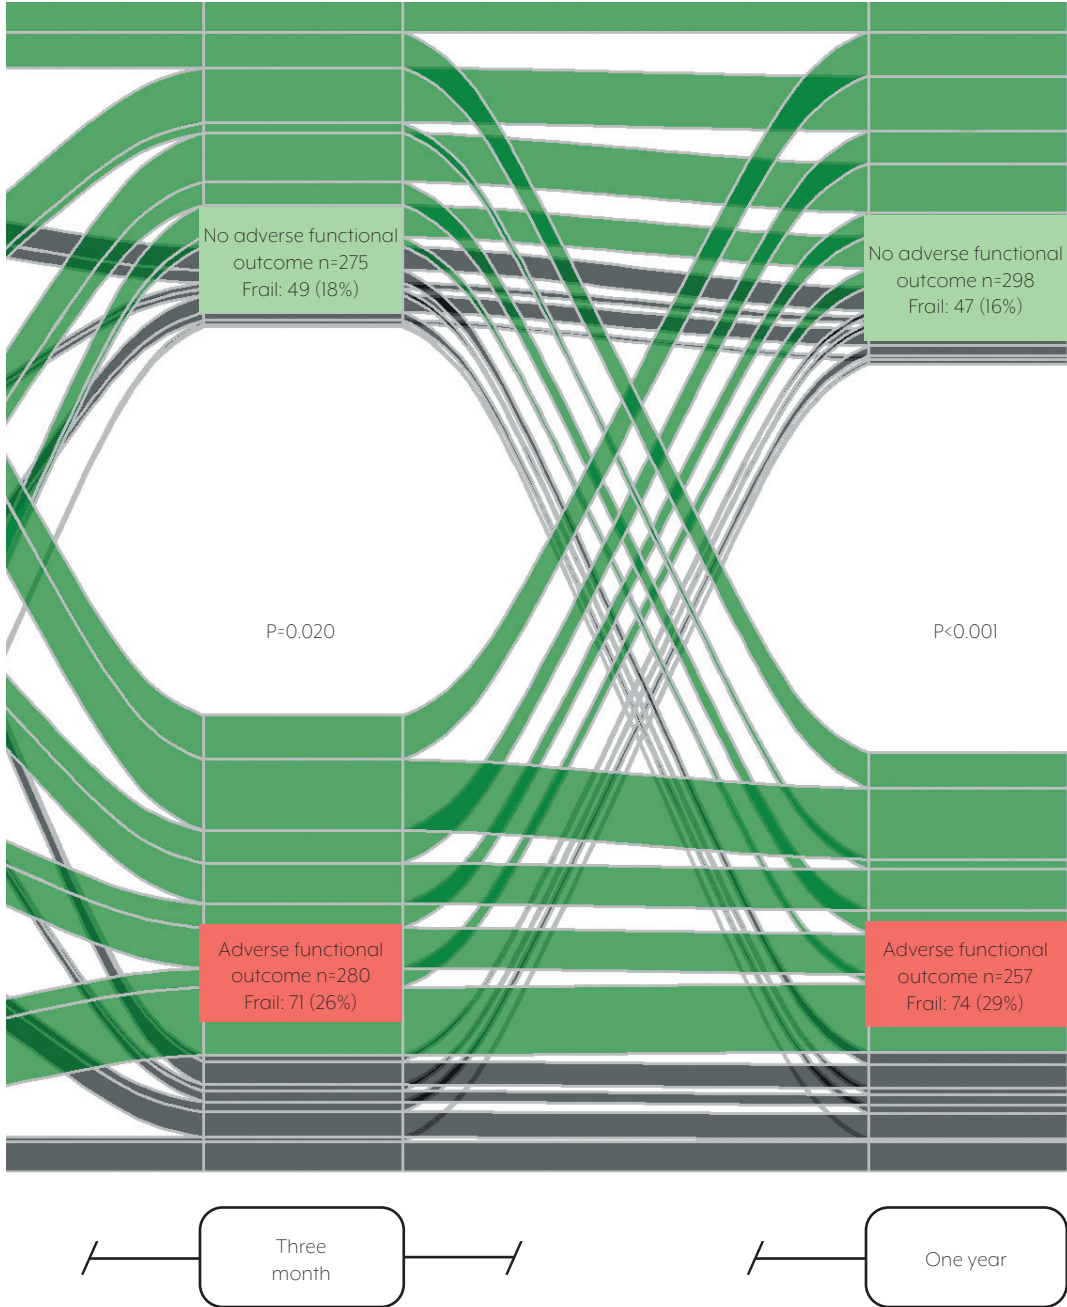 No adverse functional
outcome n=275
Frail: 49 (18%)
No adverse functional
outcome n=298
Frail: 47 (16%)
P=0.020
P<0.001
Adverse functional
outcome n=280
Frail: 71 (26%)
Adverse functional
outcome n=257
Frail: 74 (29%)
Three
month
One year